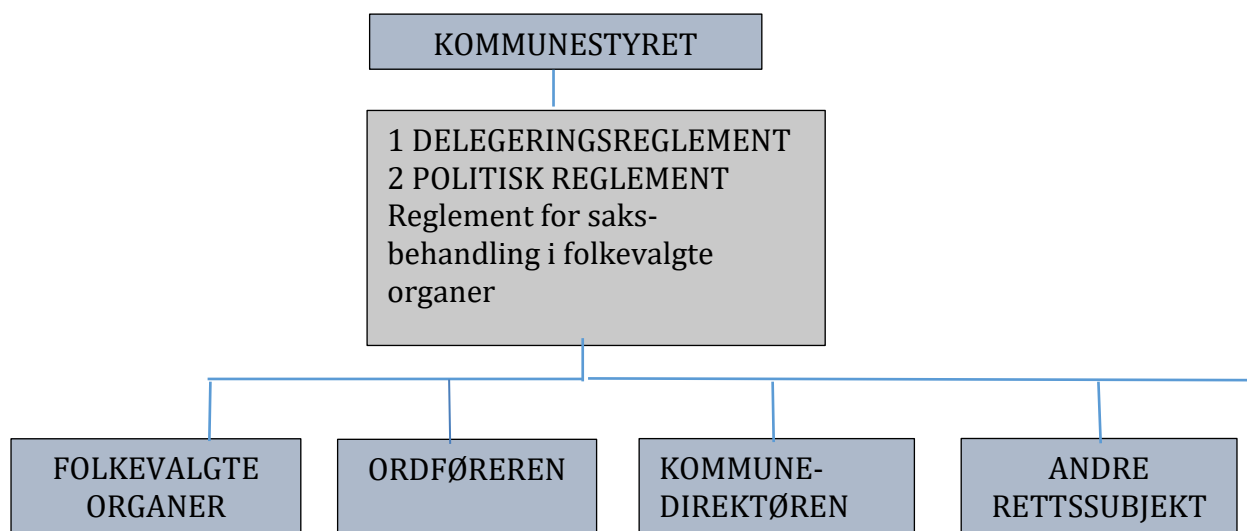 KOMMUNESTYRET
1 DELEGERINGSREGLEMENT
2 POLITISK REGLEMENT
Reglement for saks-
behandling i folkevalgte
organer
FOLKEVALGTE
ORGANER
ORDFØREREN
KOMMUNE-
DIREKTØREN
ANDRE
RETTSSUBJEKT